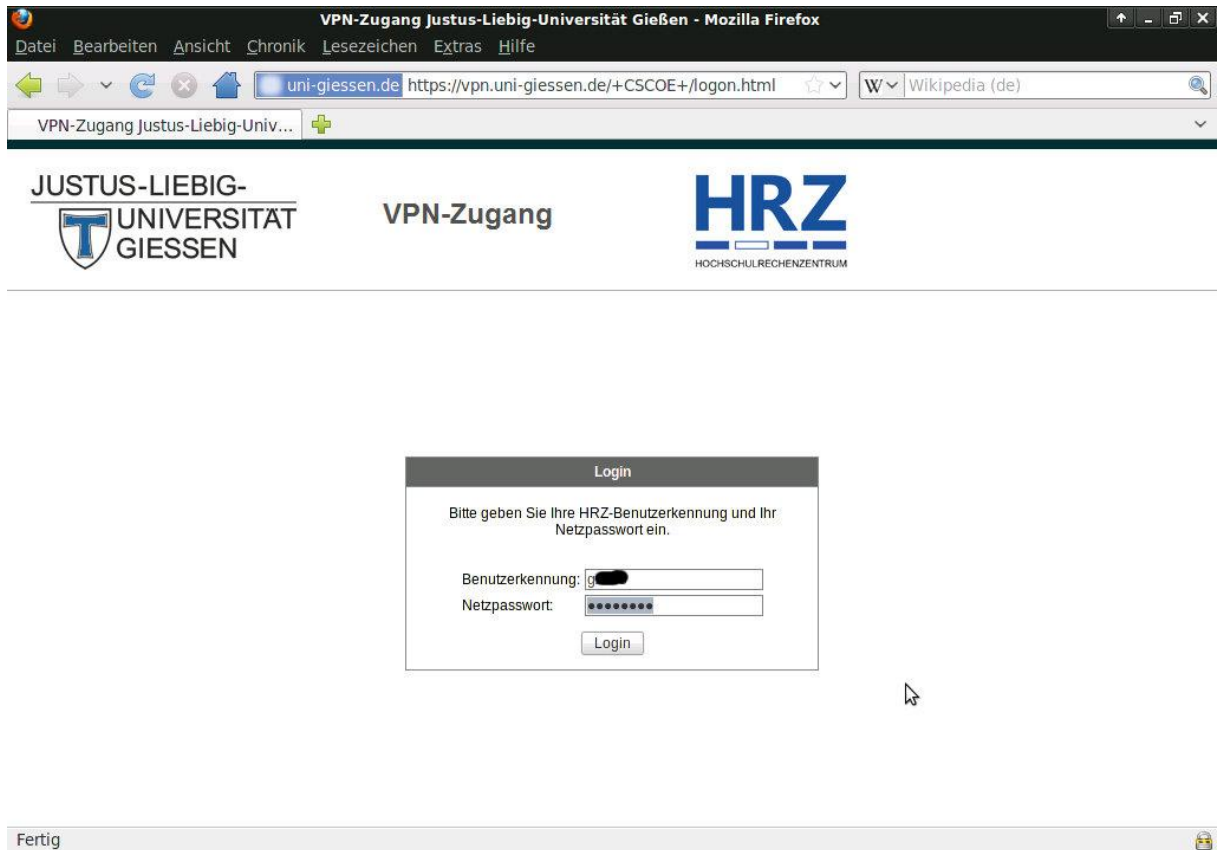 VPN-Zugang Justus-Liebig-Universität Gießen - Mozilla Firefox
Datei Bearbeiten Ansicht Chronik Lesezeichen Extras Hilfe
uni-giessen.de https://vpn.uni-giessen.de/+CSCOE+/logon.html W Wikipedia (de)
VPN-Zugang Justus-Liebig-Univ...
JUSTUS-LIEBIG-
UNIVERSITÄT
GIESSEN
VPN-Zugang
HRZ
HOCHSCHULRECHENZENTRUM
Login
Bitte geben Sie Ihre HRZ-Benutzerkennung und Ihr
Netzpasswort ein.
Benutzerkennung: g
Netzpasswort: ••••••••
Login
Fertig